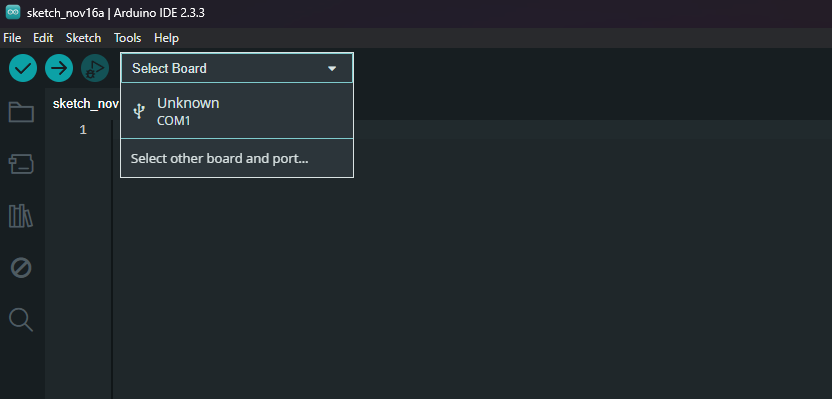 sketch_nov16a | Arduino IDE 2.3.3
File Edit Sketch Tools Help
Select Board
sketch_nov
Unknown
COM1
1
Select other board and port...